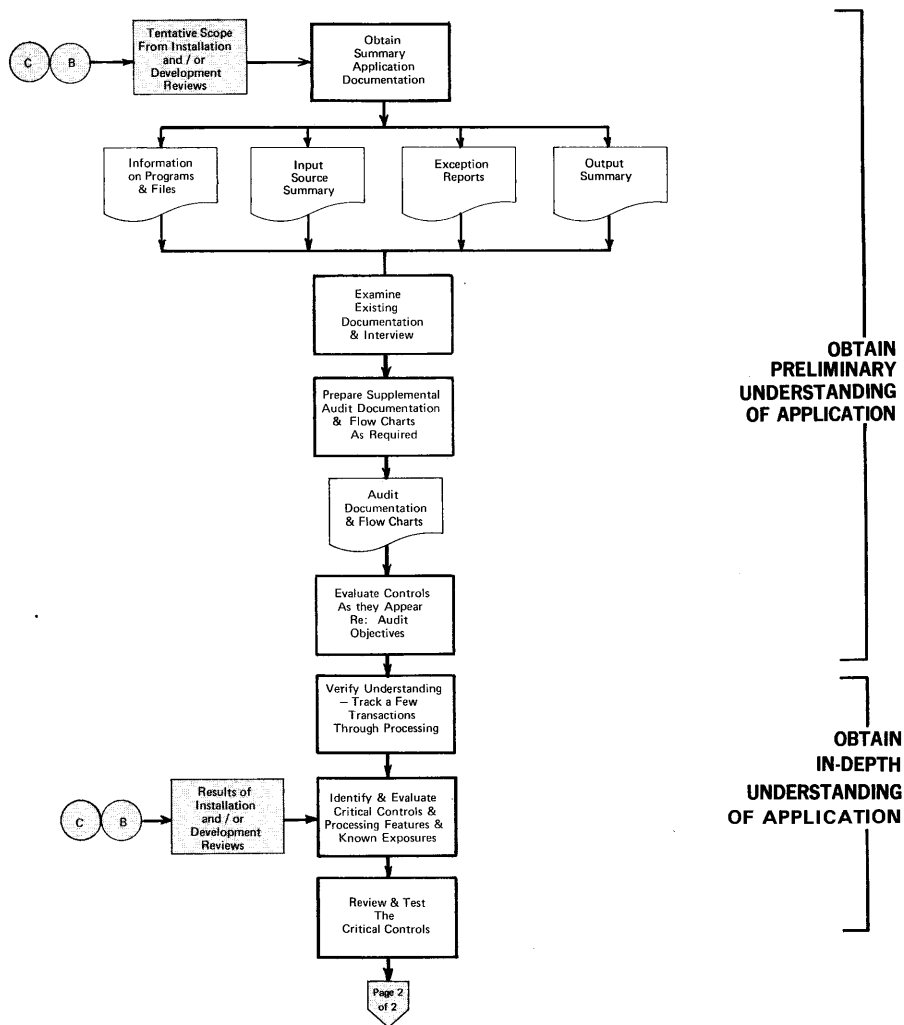 C B
Tentative Scope
From Installation
and / or
Development
Reviews
Obtain
Summary
Application
Documentation
Information
on Programs
& Files
Input
Source
Summary
Exception
Reports
Output
Summary
Examine
Existing
Documentation
& Interview
Prepare Supplemental
Audit Documentation
& Flow Charts
As Required
Audit
Documentation
& Flow Charts
Evaluate Controls
As they Appear
Re: Audit
Objectives
OBTAIN
PRELIMINARY
UNDERSTANDING
OF APPLICATION
Verify Understanding
– Track a Few
Transactions
Through Processing
C B
Results of
Installation
and / or
Development
Reviews
Identify & Evaluate
Critical Controls &
Processing Features &
Known Exposures
Review & Test
The
Critical Controls
OBTAIN
IN-DEPTH
UNDERSTANDING
OF APPLICATION
Page 2
of 2